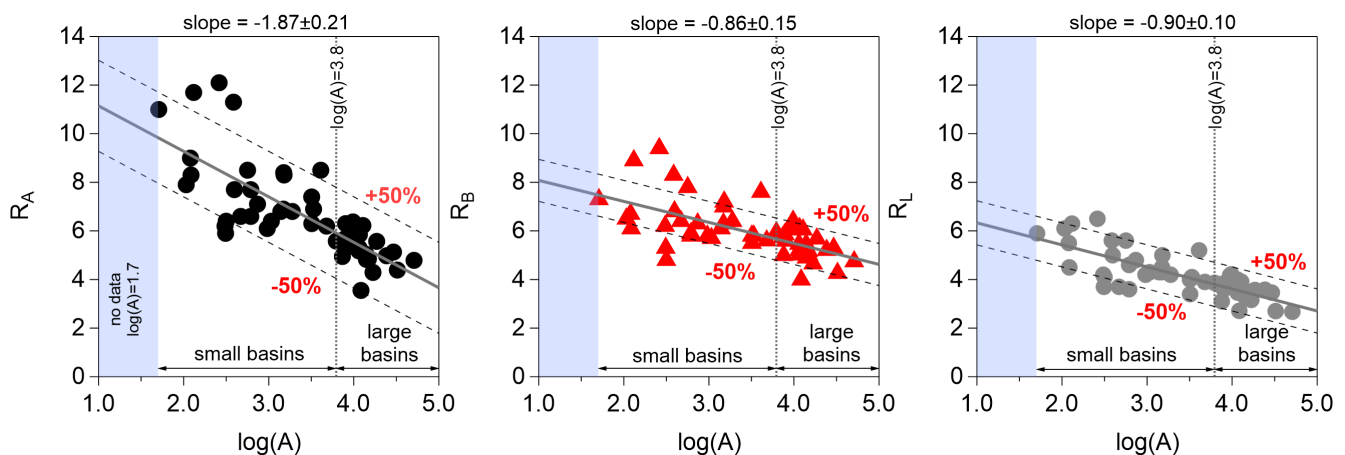 slope = -1.87±0.21
14
12
10
8
6
4
2
0
R_A
log(A)=3.8
+50%
-50%
no data
log(A)=1.7
small basins
large
basins
1.0 2.0 3.0 4.0 5.0
log(A)
slope = -0.86±0.15
14
12
10
8
6
4
2
0
R_B
log(A)=3.8
+50%
-50%
small basins
large
basins
1.0 2.0 3.0 4.0 5.0
log(A)
slope = -0.90±0.10
14
12
10
8
6
4
2
0
R_L
log(A)=3.8
+50%
-50%
small basins
large
basins
1.0 2.0 3.0 4.0 5.0
log(A)